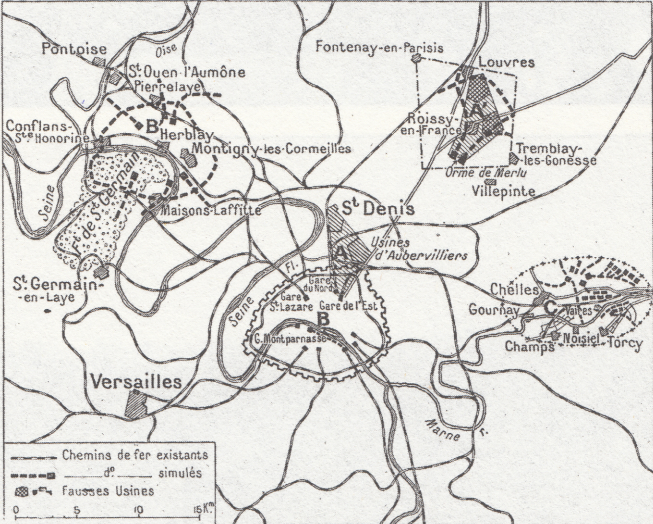 Pontoise
Oise
St Ouen l'Aumône
Pierrelaye
Fontenay-en-Parisis
Louvres
A'
Roissy-
en-France
Conflans-
Ste Honorine
B'
Herblay
Montigny-les-Cormeilles
Tremblay-
les-Gonesse
Orme de Merlu
Villepinte
Seine
Ft de St Germain
Maisons-Laffitte
St Denis
A
Usines
d'Aubervilliers
St Germain-
en-Laye
Seine
Fl.
Gare
du Nord
Gare
St Lazare
Gare de l'Est
B
G. Montparnasse
Chelles
Gournay
C
Vaires
Champs
Noisiel
Torcy
Versailles
Marne
Chemins de fer existants
do simulés
Fausses Usines
0 5 10 15 Km